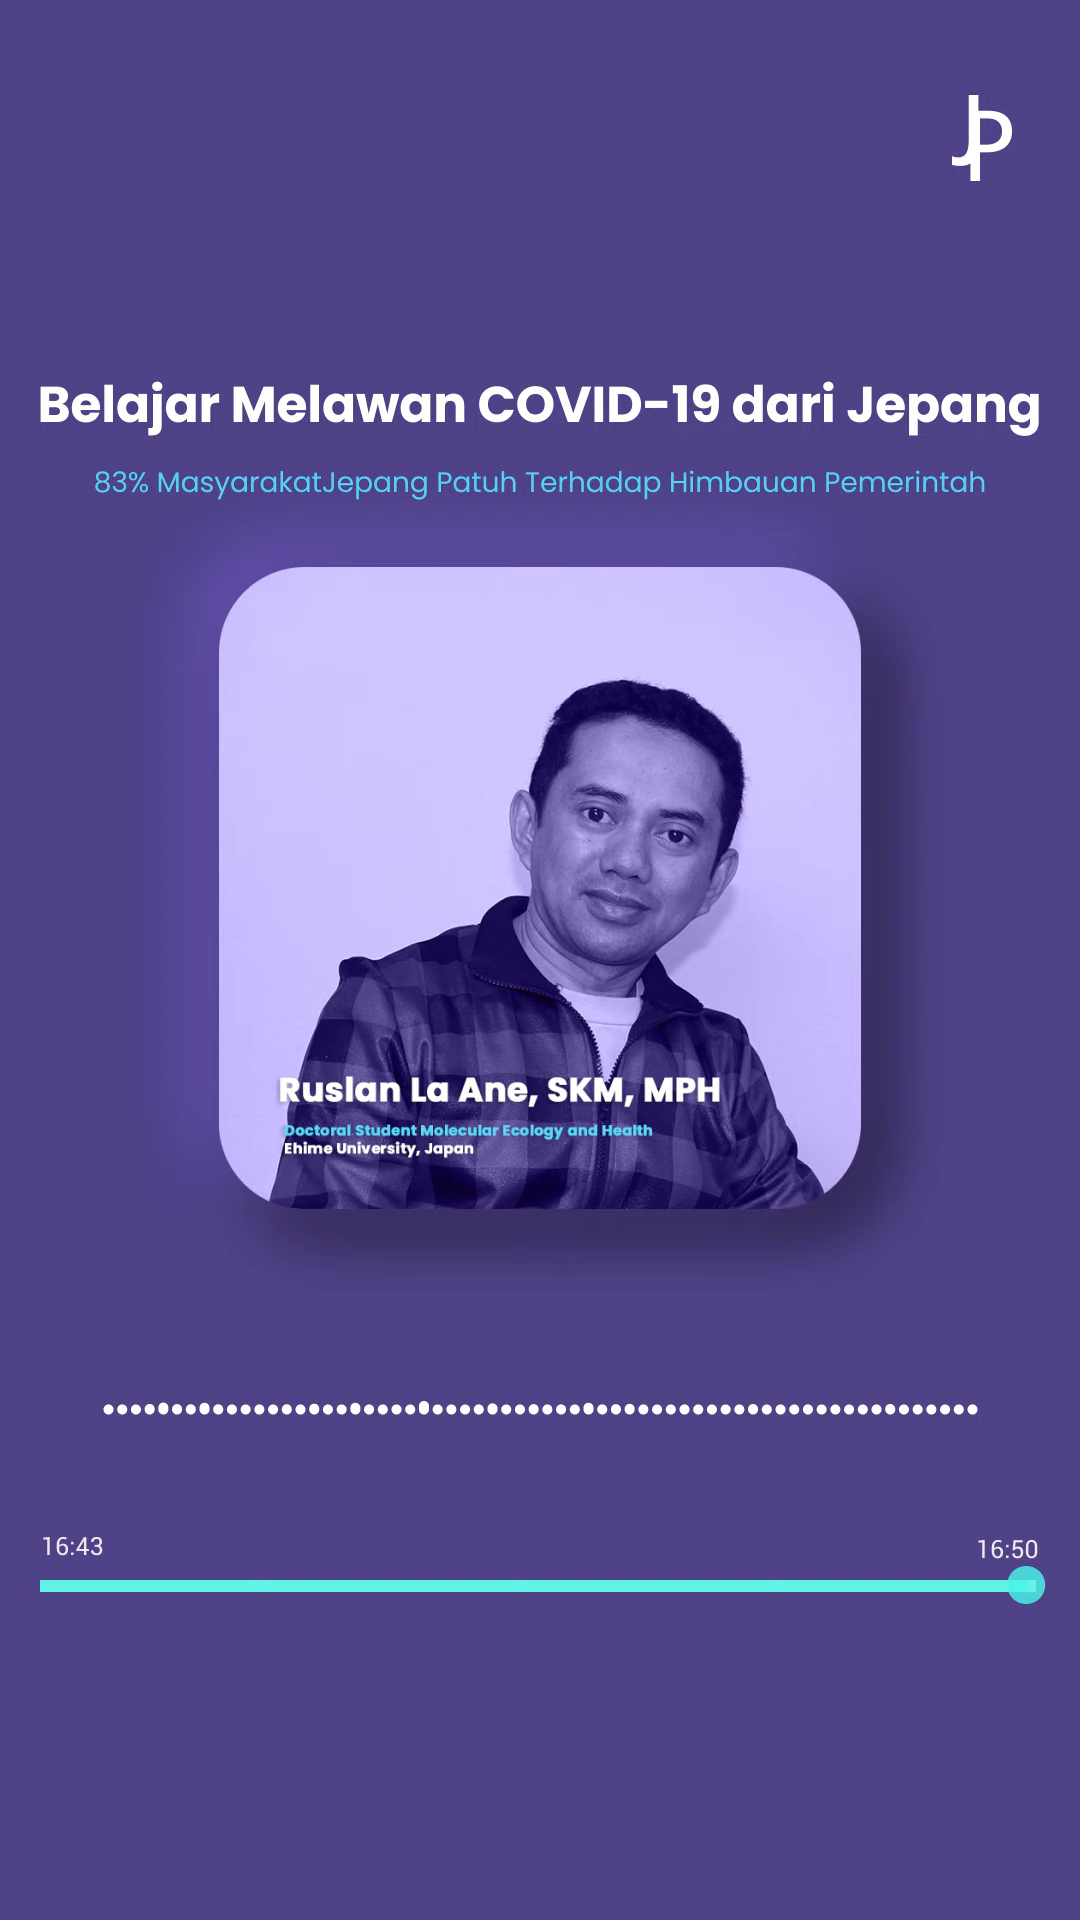 JP
Belajar Melawan COVID-19 dari Jepang
83% MasyarakatJepang Patuh Terhadap Himbauan Pemerintah
Ruslan La Ane, SKM, MPH
Doctoral Student Molecular Ecology and Health
Ehime University, Japan
16:43
16:50